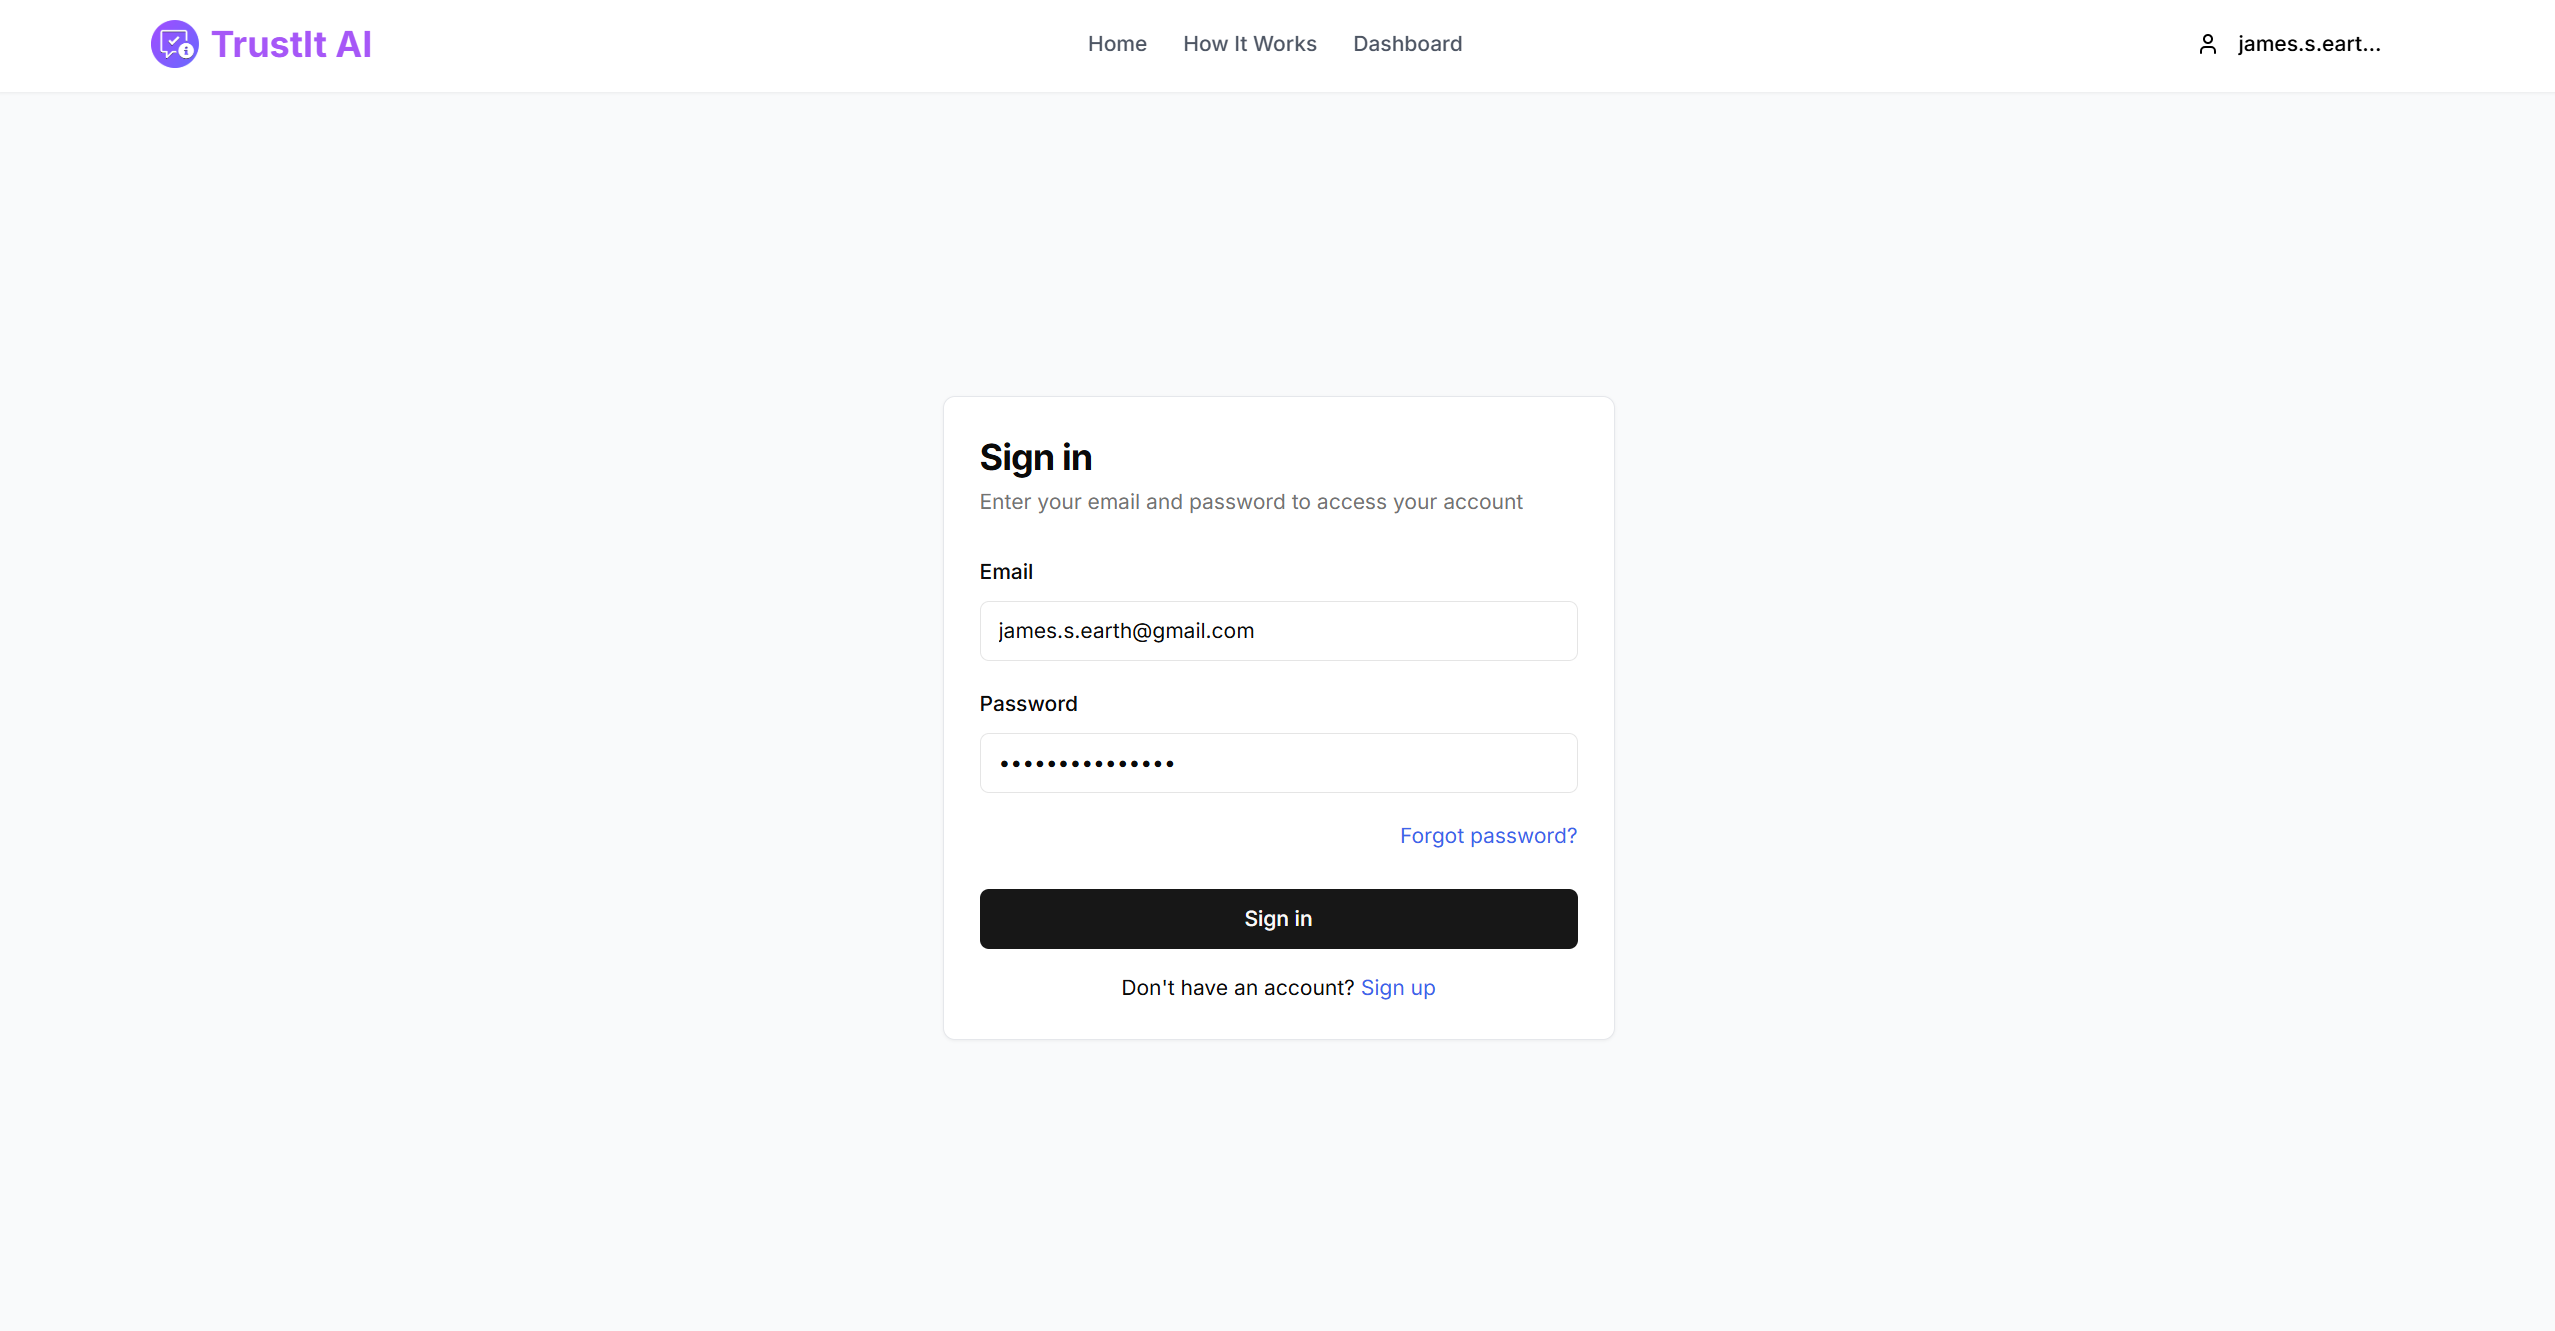 TrustIt AI
Home How It Works Dashboard
james.s.eart...
Sign in
Enter your email and password to access your account
Email
james.s.earth@gmail.com
Password
•••••••••••••••
Forgot password?
Sign in
Don't have an account? Sign up